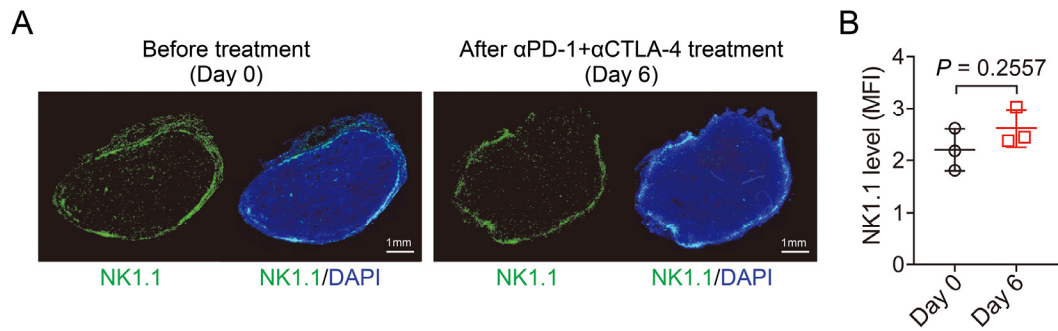 A
Before treatment
(Day 0)
After αPD-1+αCTLA-4 treatment
(Day 6)
1mm
1mm
NK1.1
NK1.1/DAPI
NK1.1
NK1.1/DAPI
B
P = 0.2557
NK1.1 level (MFI)
4
3
2
1
0
Day 0
Day 6